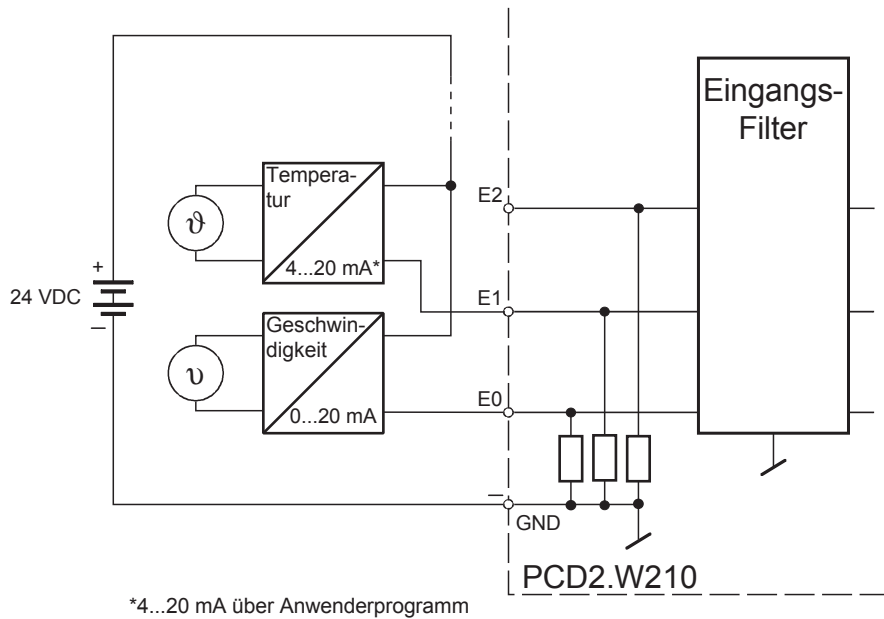 Eingangs-
Filter
Tempera-
tur
E2
ϑ
4...20 mA*
+
24 VDC
–
E1
Geschwin-
digkeit
υ
0...20 mA
E0
–
GND
PCD2.W210
*4...20 mA über Anwenderprogramm